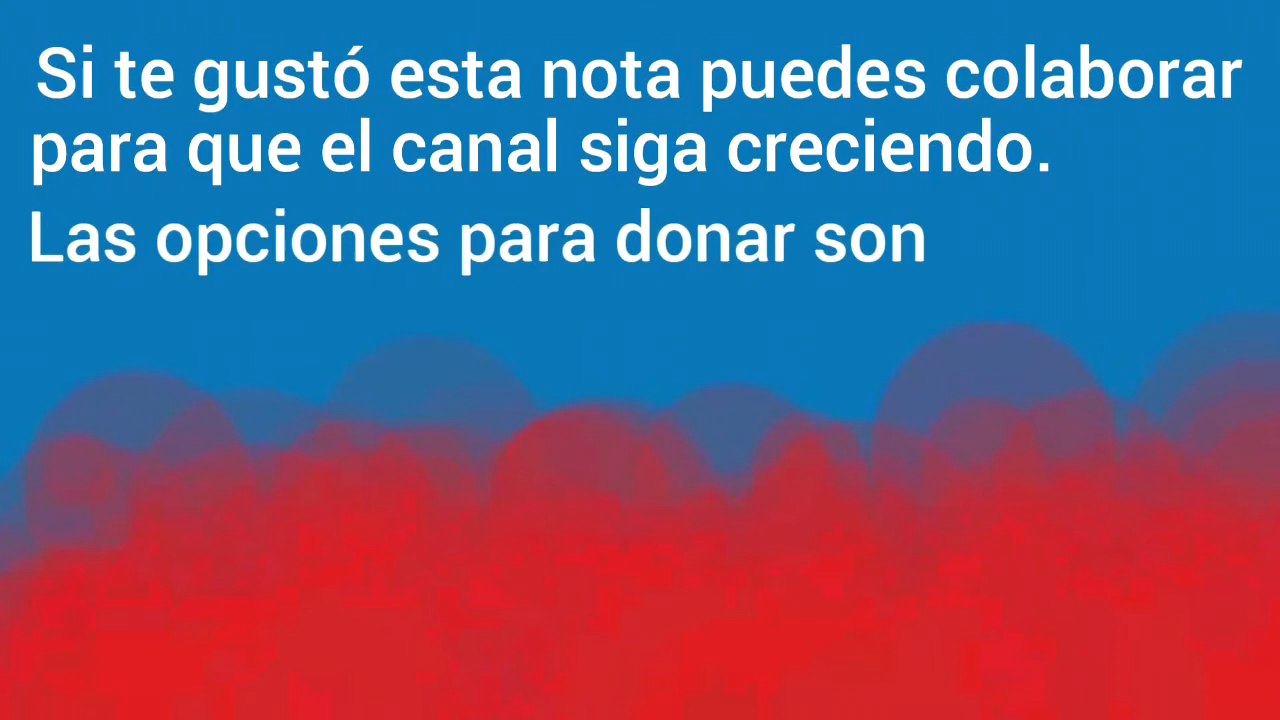 Si te gustó esta nota puedes colaborar
para que el canal siga creciendo.
Las opciones para donar son